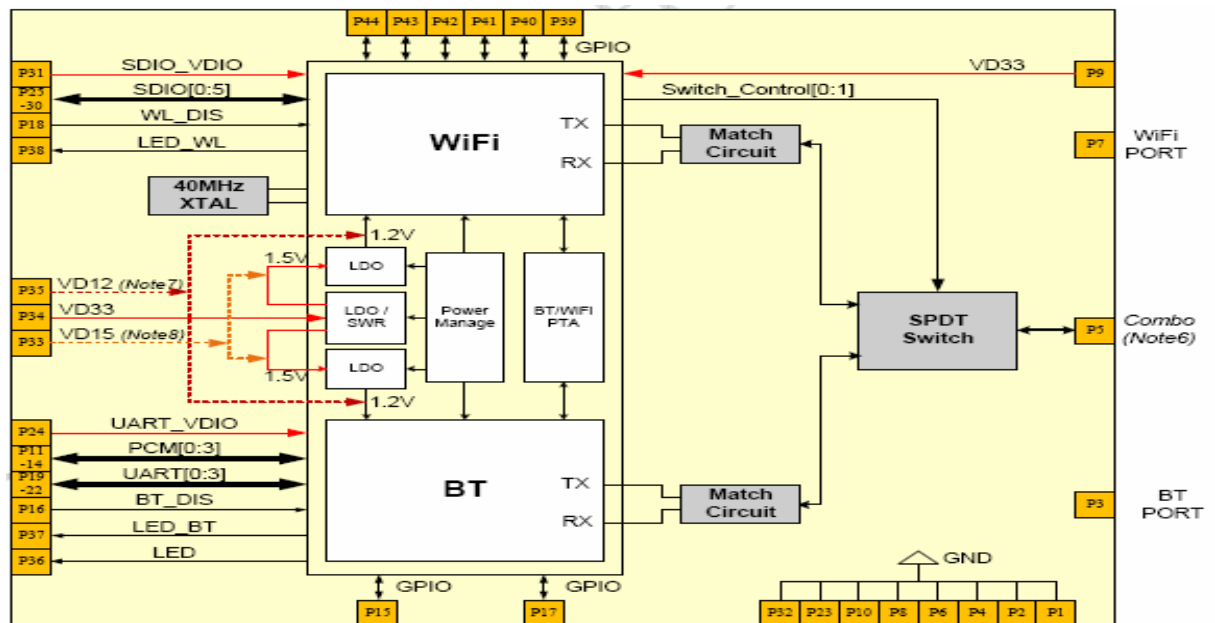 P44 P43 P42 P41 P40 P39
GPIO
P31 SDIO_VDIO
VD33 P9
P25
-30
SDIO[0:5]
Switch_Control[0:1]
P18 WL_DIS
P38 LED_WL
WiFi
TX
RX
Match
Circuit
P7
WiFi
PORT
40MHz
XTAL
1.2V
1.5V
LDO
P35 VD12 (Note7)
P34 VD33
P33 VD15 (Note8)
LDO /
SWR
Power
Manage
BT/WiFi
PTA
LDO
1.5V
1.2V
SPDT
Switch
P5
Combo
(Note6)
P24 UART_VDIO
P11
-14
PCM[0:3]
P19
-22
UART[0:3]
P16 BT_DIS
P37 LED_BT
P36 LED
BT
TX
RX
Match
Circuit
P3
BT
PORT
GND
GPIO
GPIO
P15
P17
P32 P23 P10 P8 P6 P4 P2 P1